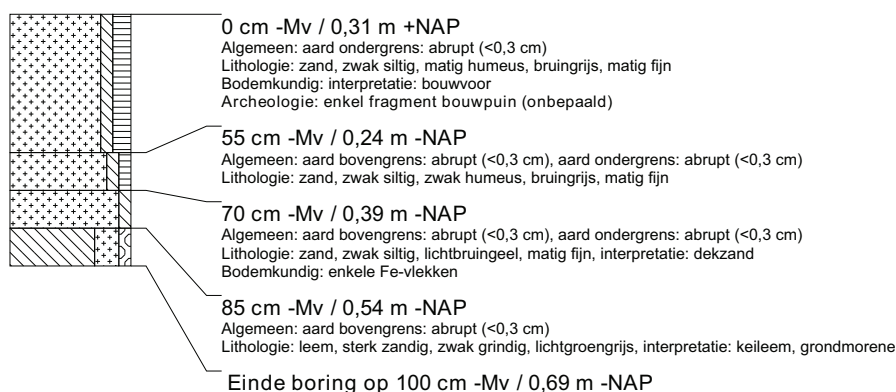 0 cm -Mv / 0,31 m +NAP
Algemeen: aard ondergrens: abrupt (<0,3 cm)
Lithologie: zand, zwak siltig, matig humeus, bruingrijs, matig fijn
Bodemkundig: interpretatie: bouwvoor
Archeologie: enkel fragment bouwpuin (onbepaald)
55 cm -Mv / 0,24 m -NAP
Algemeen: aard bovengrens: abrupt (<0,3 cm), aard ondergrens: abrupt (<0,3 cm)
Lithologie: zand, zwak siltig, zwak humeus, bruingrijs, matig fijn
70 cm -Mv / 0,39 m -NAP
Algemeen: aard bovengrens: abrupt (<0,3 cm), aard ondergrens: abrupt (<0,3 cm)
Lithologie: zand, zwak siltig, lichtbruingeel, matig fijn, interpretatie: dekzand
Bodemkundig: enkele Fe-vlekken
85 cm -Mv / 0,54 m -NAP
Algemeen: aard bovengrens: abrupt (<0,3 cm)
Lithologie: leem, sterk zandig, zwak grindig, lichtgroengrijs, interpretatie: keileem, grondmorene
Einde boring op 100 cm -Mv / 0,69 m -NAP